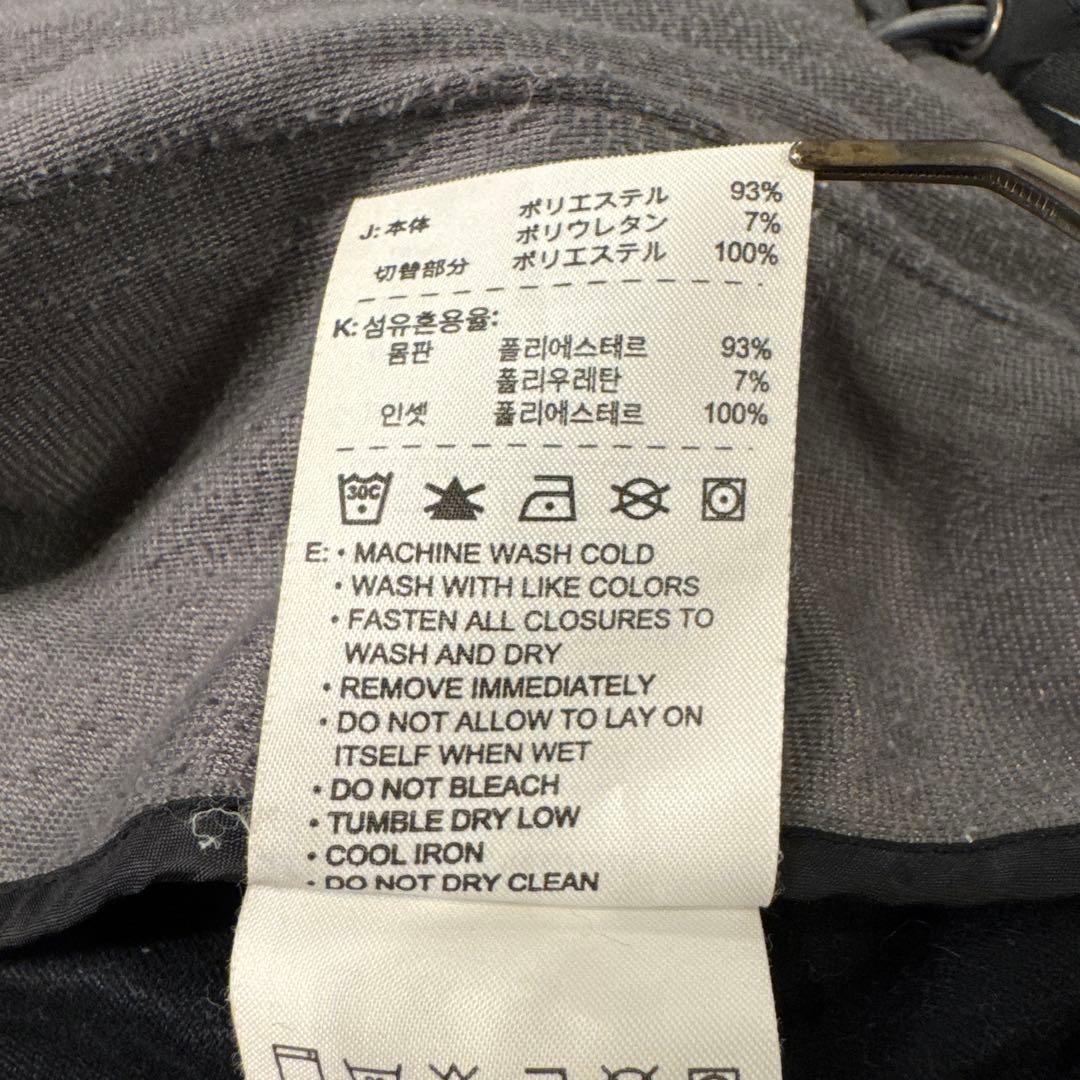 J: 本体 ポリエステル 93%
ポリウレタン 7%
切替部分 ポリエステル 100%
K: 섬유혼용율:
몸판 폴리에스테르 93%
폴리우레탄 7%
인셋 폴리에스테르 100%
30C
E: • MACHINE WASH COLD
• WASH WITH LIKE COLORS
• FASTEN ALL CLOSURES TO
WASH AND DRY
• REMOVE IMMEDIATELY
• DO NOT ALLOW TO LAY ON
ITSELF WHEN WET
• DO NOT BLEACH
• TUMBLE DRY LOW
• COOL IRON
• DO NOT DRY CLEAN